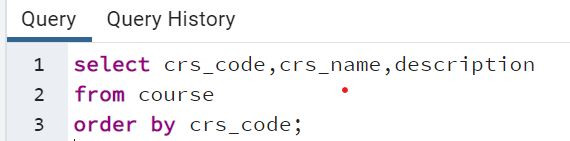 Query Query History
1 select crs_code,crs_name,description
2 from course
3 order by crs_code;